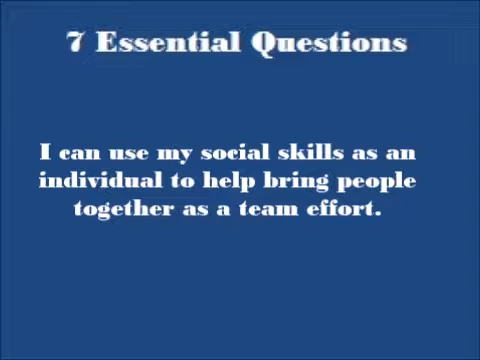 7 Essential Questions
I can use my social skills as an
individual to help bring people
together as a team effort.